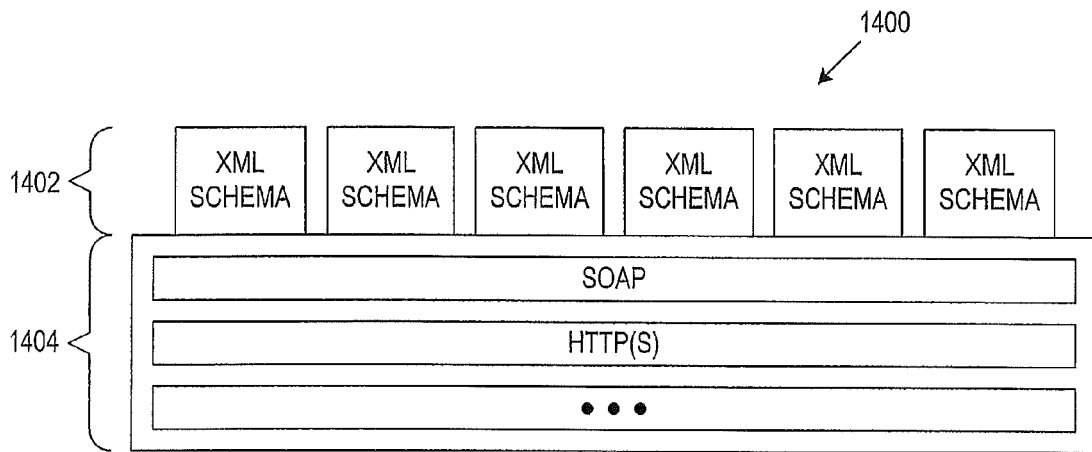 1400
1402
XML SCHEMA
XML SCHEMA
XML SCHEMA
XML SCHEMA
XML SCHEMA
XML SCHEMA
1404
SOAP
HTTP(S)
• • •